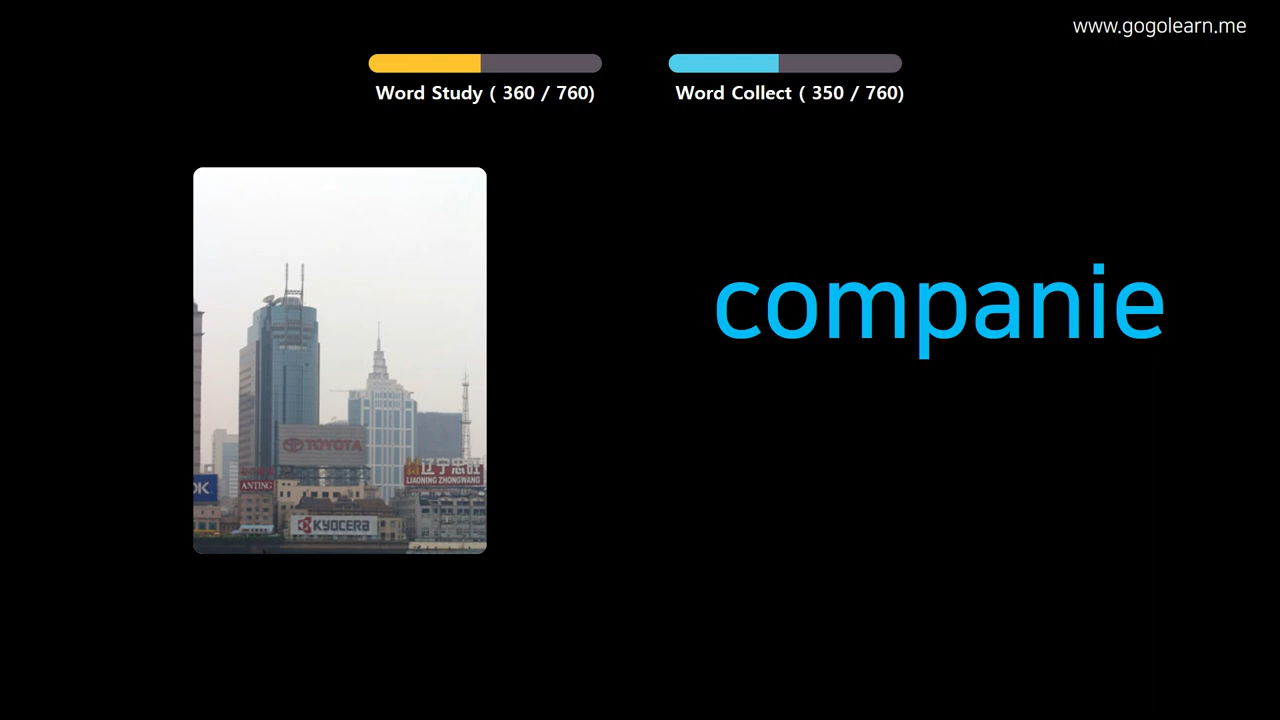 www.gogolearn.me
Word Study ( 360 / 760)
Word Collect ( 350 / 760)
companie
TOYOTA
辽宁忠旺
LIAONING ZHONGWANG
ANTING
KYOCERA